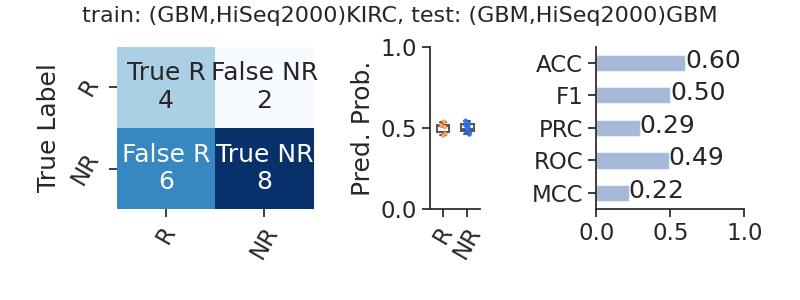 train: (GBM,HiSeq2000)KIRC, test: (GBM,HiSeq2000)GBM
True Label
R
NR
True R
4
False NR
2
False R
6
True NR
8
R
NR
Pred. Prob.
1.0
0.5
0.0
R
NR
ACC
0.60
F1
0.50
PRC
0.29
ROC
0.49
MCC
0.22
0.0
0.5
1.0